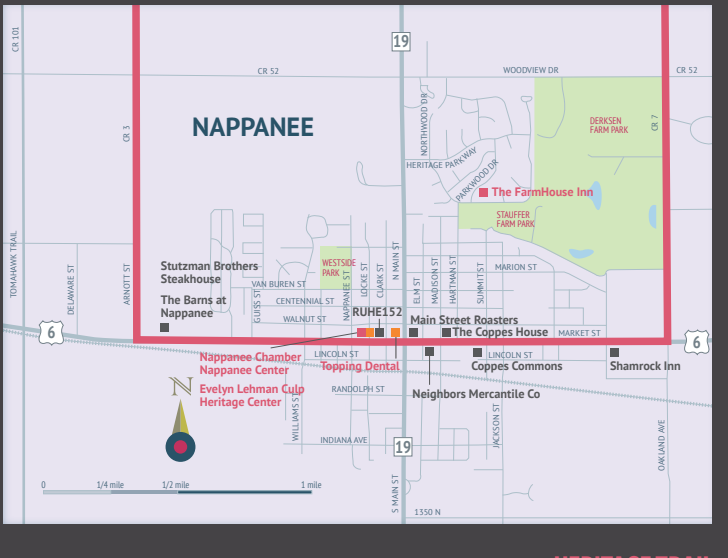 CR 101
19
CR 52
WOODVIEW DR
CR 52
NAPPANEE
CR 3
NORTHWOOD DR
DERKSEN
FARM PARK
CR 7
HERITAGE PARKWAY
PARKWOOD DR
The FarmHouse Inn
STAUFFER
FARM PARK
TOMAHAWK TRAIL
DELAWARE ST
ARNOTT ST
Stutzman Brothers
Steakhouse
The Barns at
Nappanee
WESTSIDE
PARK
VAN BUREN ST
GUISS ST
CENTENNIAL ST
WALNUT ST
NAPPANEE ST
LOCKE ST
CLARK ST
N MAIN ST
ELM ST
MADISON ST
HARTMAN ST
SUMMIT ST
MARION ST
RUHE152
Main Street Roasters
The Coppes House
MARKET ST
6
6
Nappanee Chamber
Nappanee Center
LINCOLN ST
Topping Dental
LINCOLN ST
Coppes Commons
Shamrock Inn
N
Evelyn Lehman Culp
Heritage Center
RANDOLPH ST
Neighbors Mercantile Co
WILLIAMS ST
JACKSON ST
OAKLAND AVE
INDIANA AVE
19
0
1/4 mile
1/2 mile
1 mile
S MAIN ST
1350 N